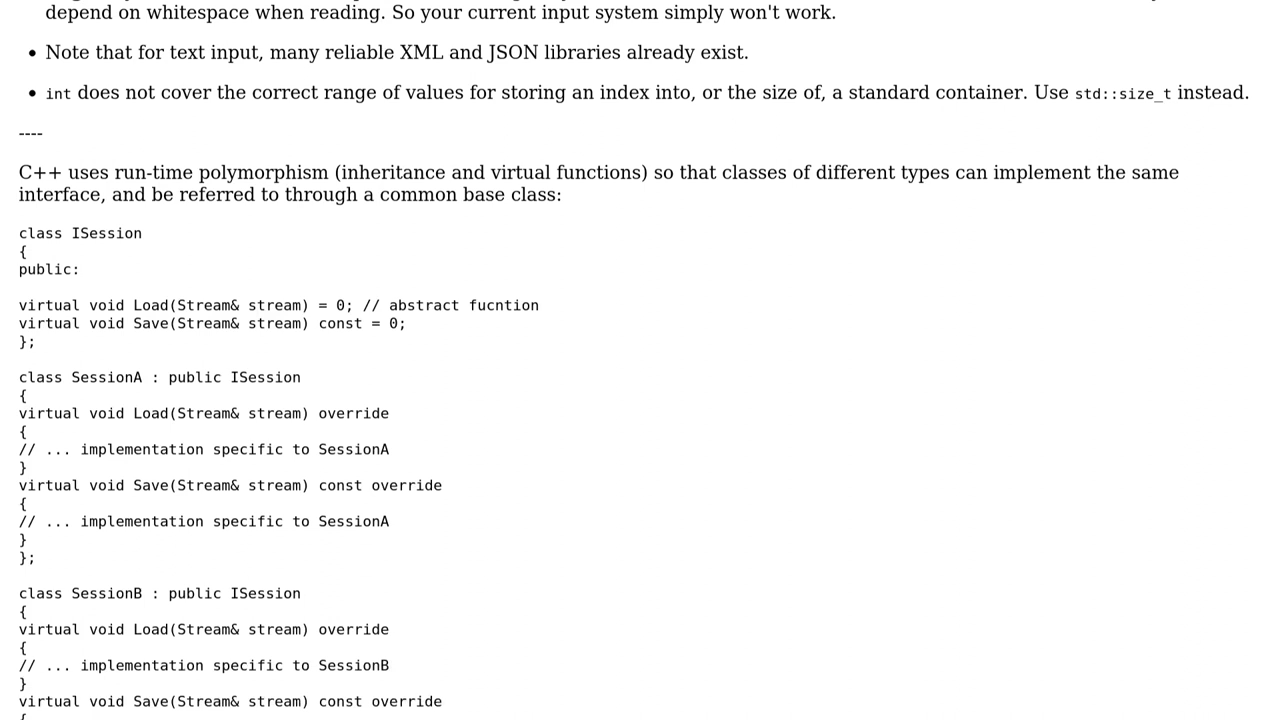 depend on whitespace when reading. So your current input system simply won't work.
• Note that for text input, many reliable XML and JSON libraries already exist.
• int does not cover the correct range of values for storing an index into, or the size of, a standard container. Use std::size_t instead.
----
C++ uses run-time polymorphism (inheritance and virtual functions) so that classes of different types can implement the same
interface, and be referred to through a common base class:
class ISession
{
public:
virtual void Load(Stream& stream) = 0; // abstract fucntion
virtual void Save(Stream& stream) const = 0;
};
class SessionA : public ISession
{
virtual void Load(Stream& stream) override
{
// ... implementation specific to SessionA
}
virtual void Save(Stream& stream) const override
{
// ... implementation specific to SessionA
}
};
class SessionB : public ISession
{
virtual void Load(Stream& stream) override
{
// ... implementation specific to SessionB
}
virtual void Save(Stream& stream) const override
{